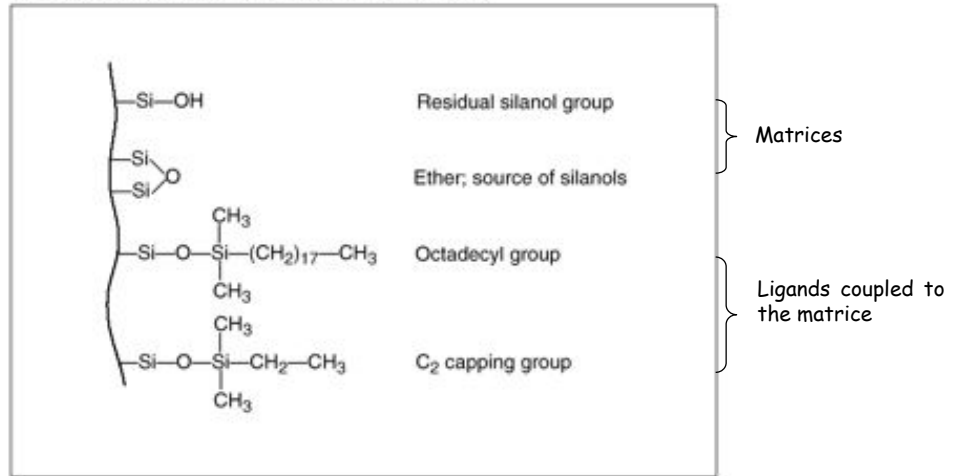 Si—OH Residual silanol group
Matrices
Si
O Ether; source of silanols
Si
CH₃
Si—O—Si—(CH₂)₁₇—CH₃ Octadecyl group
CH₃
Ligands coupled to
the matrice
CH₃
Si—O—Si—CH₂—CH₃ C₂ capping group
CH₃